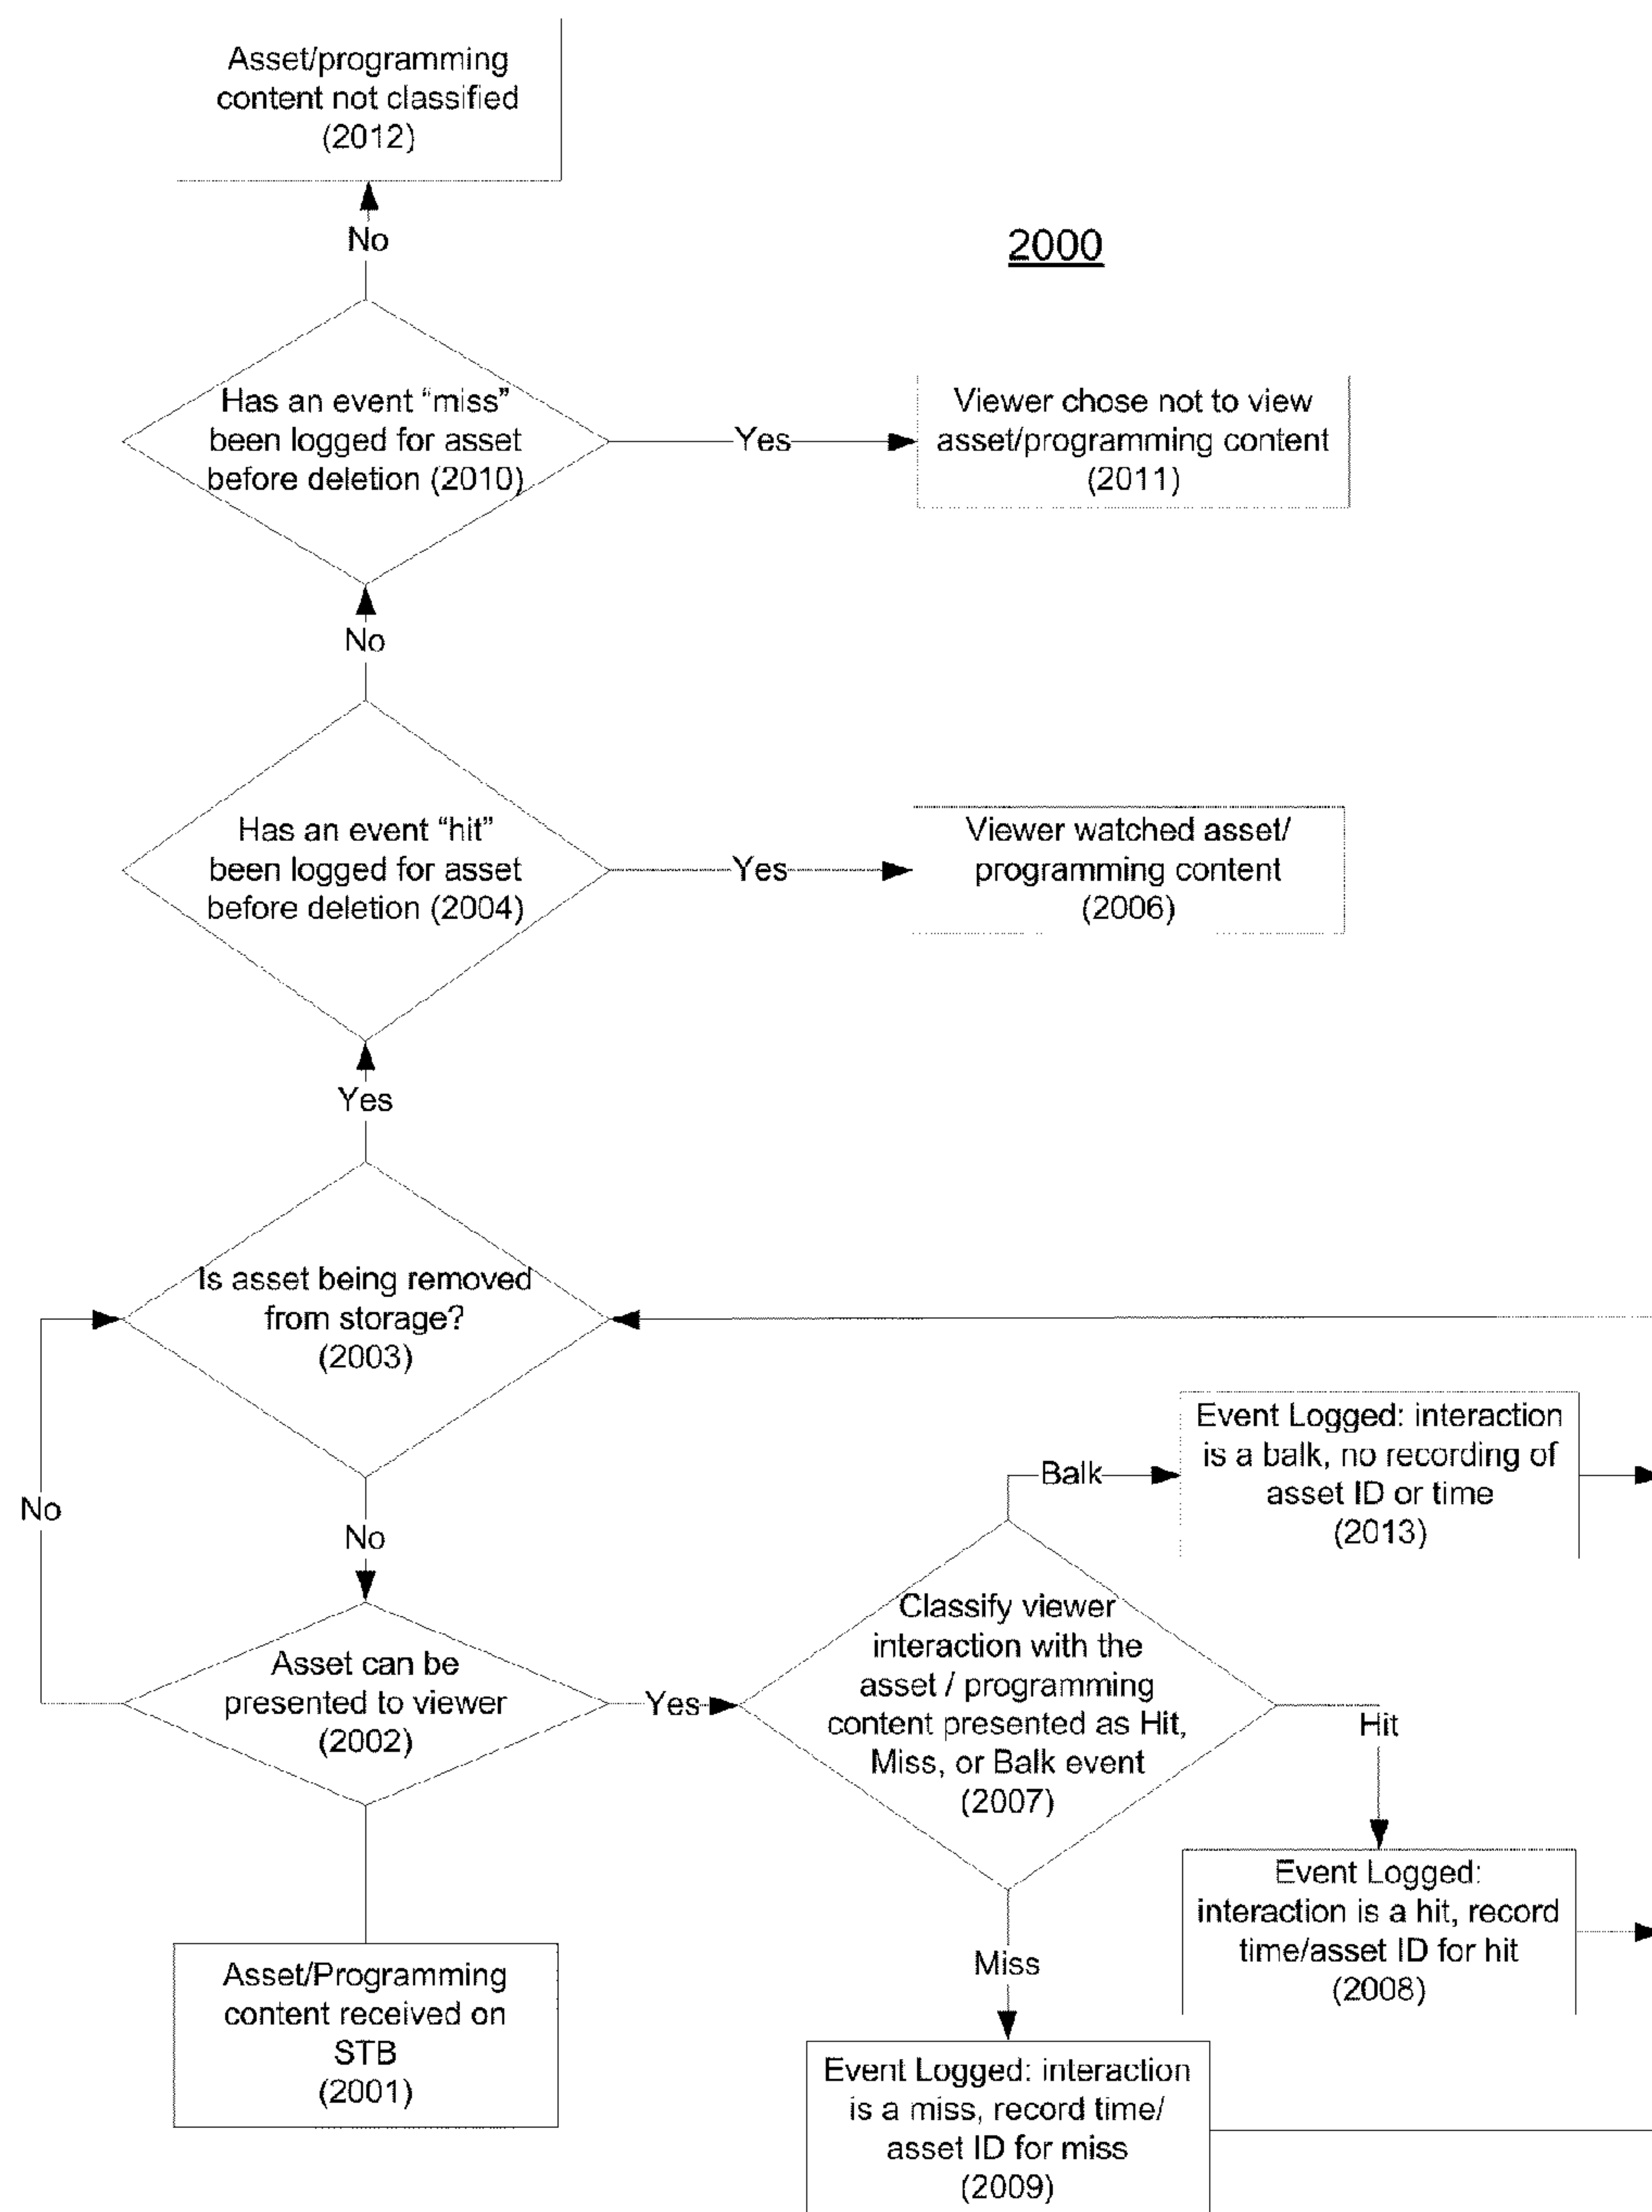 Asset/programming
content not classified
(2012)
No
2000
Has an event “miss”
been logged for asset
before deletion (2010)
Yes
Viewer chose not to view
asset/programming content
(2011)
No
Has an event “hit”
been logged for asset
before deletion (2004)
Yes
Viewer watched asset/
programming content
(2006)
Yes
Is asset being removed
from storage?
(2003)
No
No
Asset can be
presented to viewer
(2002)
Yes
Classify viewer
interaction with the
asset / programming
content presented as Hit,
Miss, or Balk event
(2007)
Balk
Event Logged: interaction
is a balk, no recording of
asset ID or time
(2013)
Hit
Event Logged:
interaction is a hit, record
time/asset ID for hit
(2008)
Miss
Event Logged: interaction
is a miss, record time/
asset ID for miss
(2009)
Asset/Programming
content received on
STB
(2001)